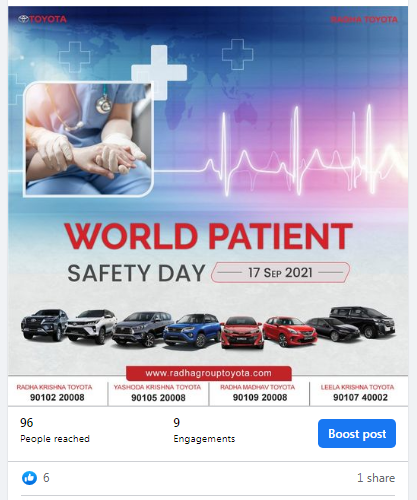 TOYOTA
RADHA TOYOTA
WORLD PATIENT
SAFETY DAY
17 SEP 2021
www.radhagrouptoyota.com
RADHA KRISHNA TOYOTA
90102 20008
YASHODA KRISHNA TOYOTA
90105 20008
RADHA MADHAV TOYOTA
90109 20008
LEELA KRISHNA TOYOTA
90107 40002
96
People reached
9
Engagements
Boost post
6
1 share